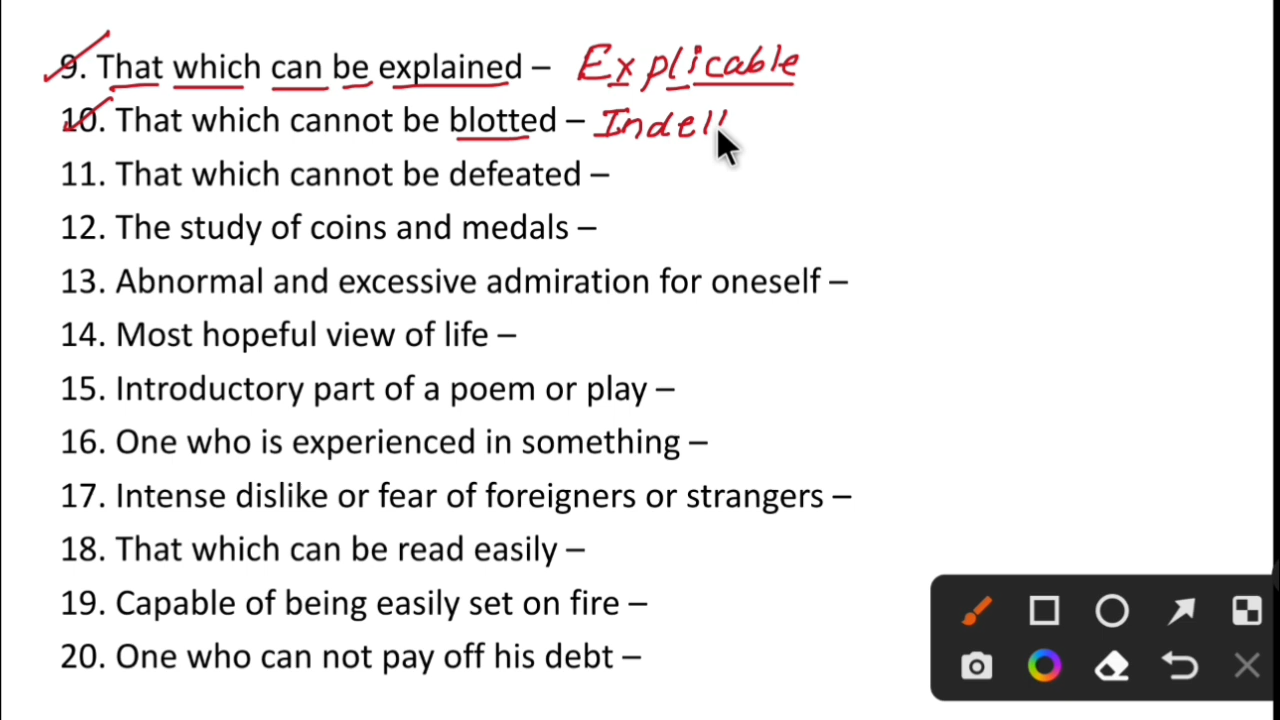 9. That which can be explained – Explicable
10. That which cannot be blotted – Indell
11. That which cannot be defeated –
12. The study of coins and medals –
13. Abnormal and excessive admiration for oneself –
14. Most hopeful view of life –
15. Introductory part of a poem or play –
16. One who is experienced in something –
17. Intense dislike or fear of foreigners or strangers –
18. That which can be read easily –
19. Capable of being easily set on fire –
20. One who can not pay off his debt –